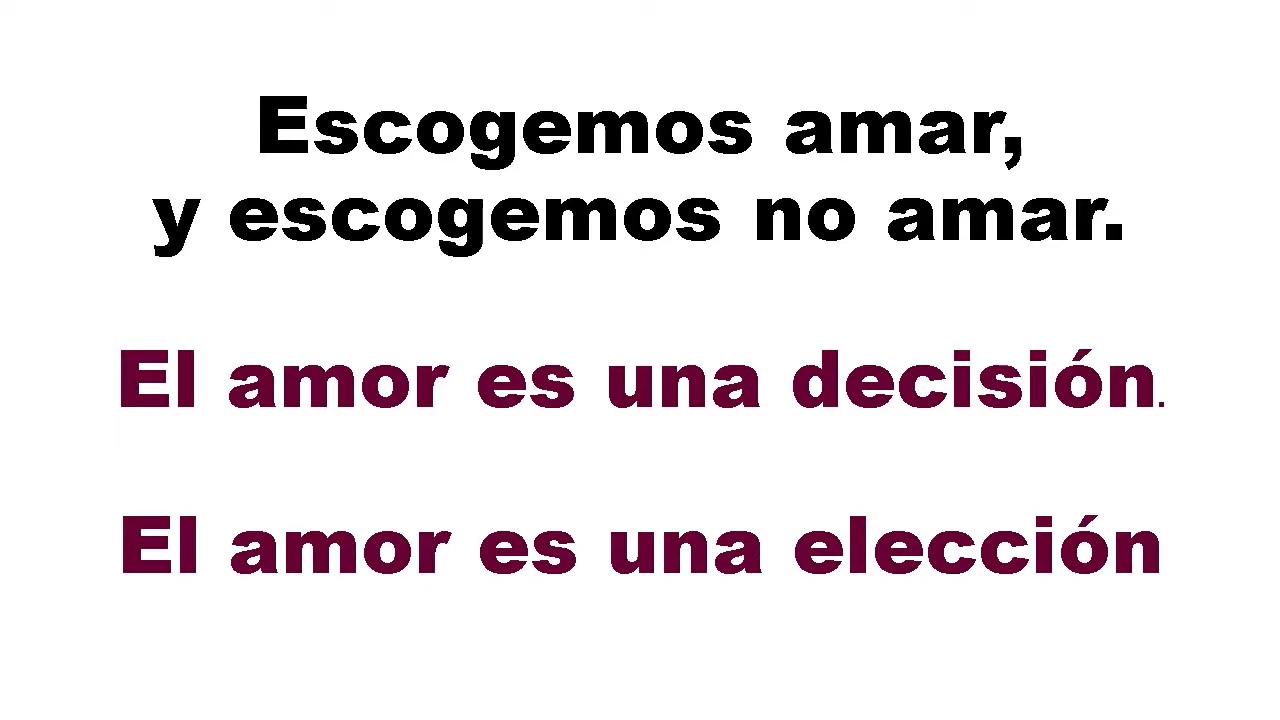 Escogemos amar,
y escogemos no amar.
El amor es una decisión.
El amor es una elección